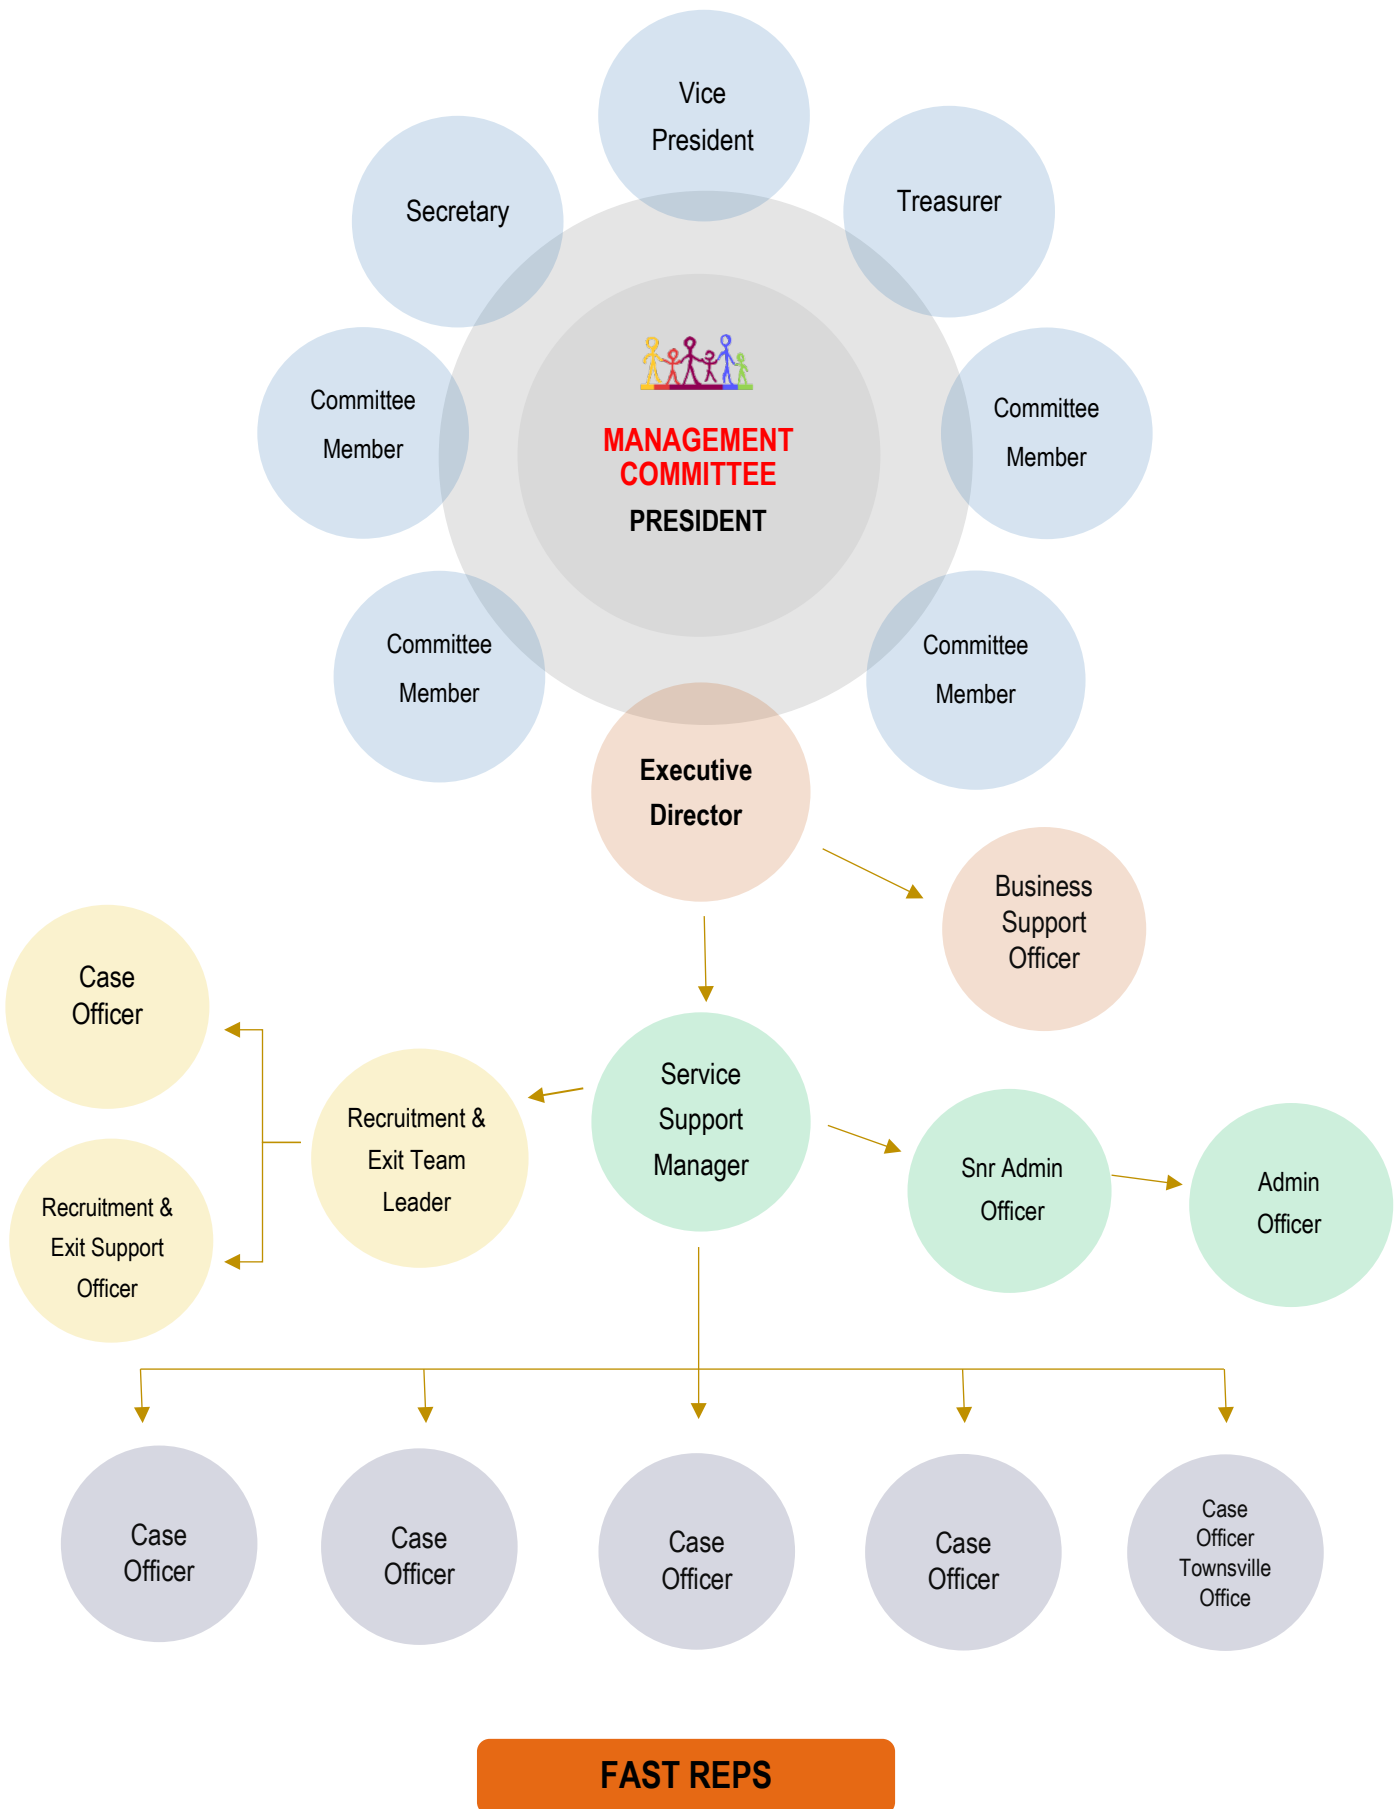 Vice
President
Secretary
Treasurer
Committee
Member
Committee
Member
MANAGEMENT
COMMITTEE
PRESIDENT
Committee
Member
Committee
Member
Executive
Director
Business
Support
Officer
Case
Officer
Service
Support
Manager
Recruitment &
Exit Team
Leader
Snr Admin
Officer
Admin
Officer
Recruitment &
Exit Support
Officer
Case
Officer
Case
Officer
Case
Officer
Case
Officer
Case
Officer
Townsville
Office
FAST REPS